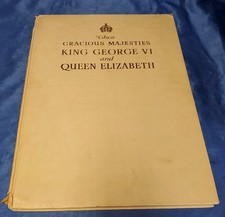 Their
GRACIOUS MAJESTIES
KING GEORGE VI
and
QUEEN ELIZABETH